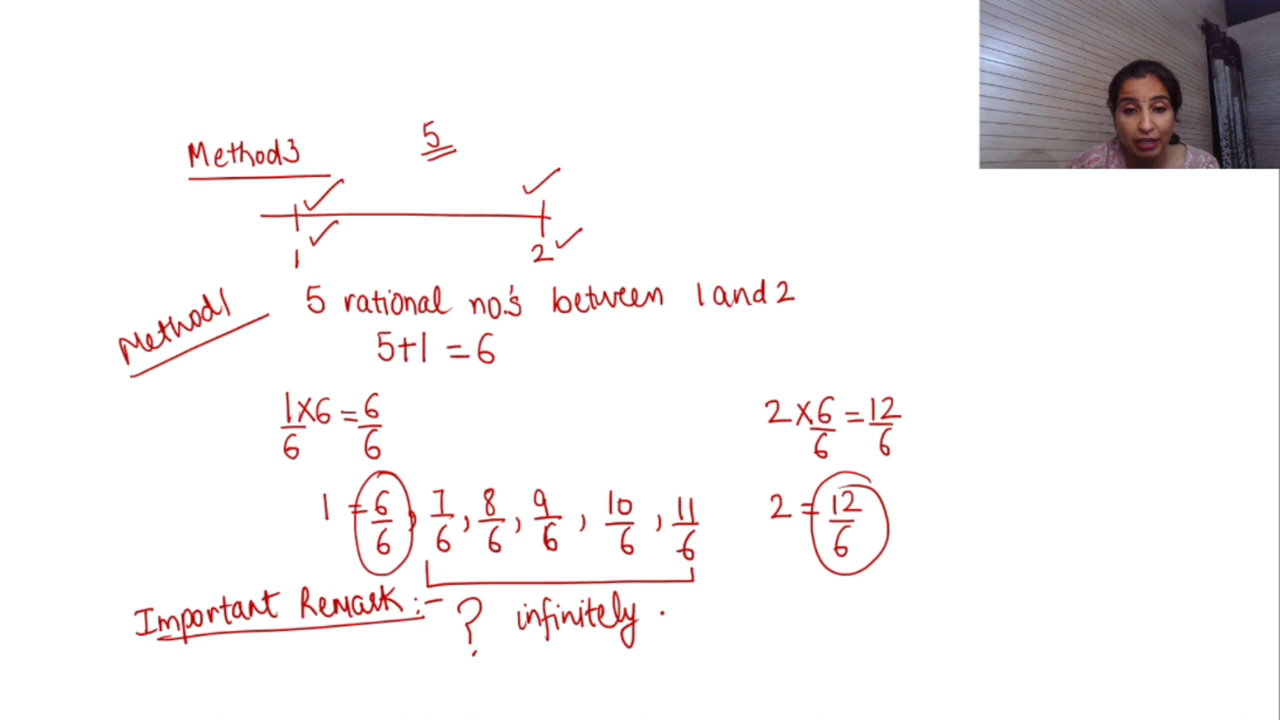 Method3 5
1 2
Method1 5 rational no.'s between 1 and 2
5+1 = 6
1/6 × 6 = 6/6 2 × 6/6 = 12/6
1 = 6/6, 7/6, 8/6, 9/6, 10/6, 11/6 2 = 12/6
Important Remark :- ? infinitely.